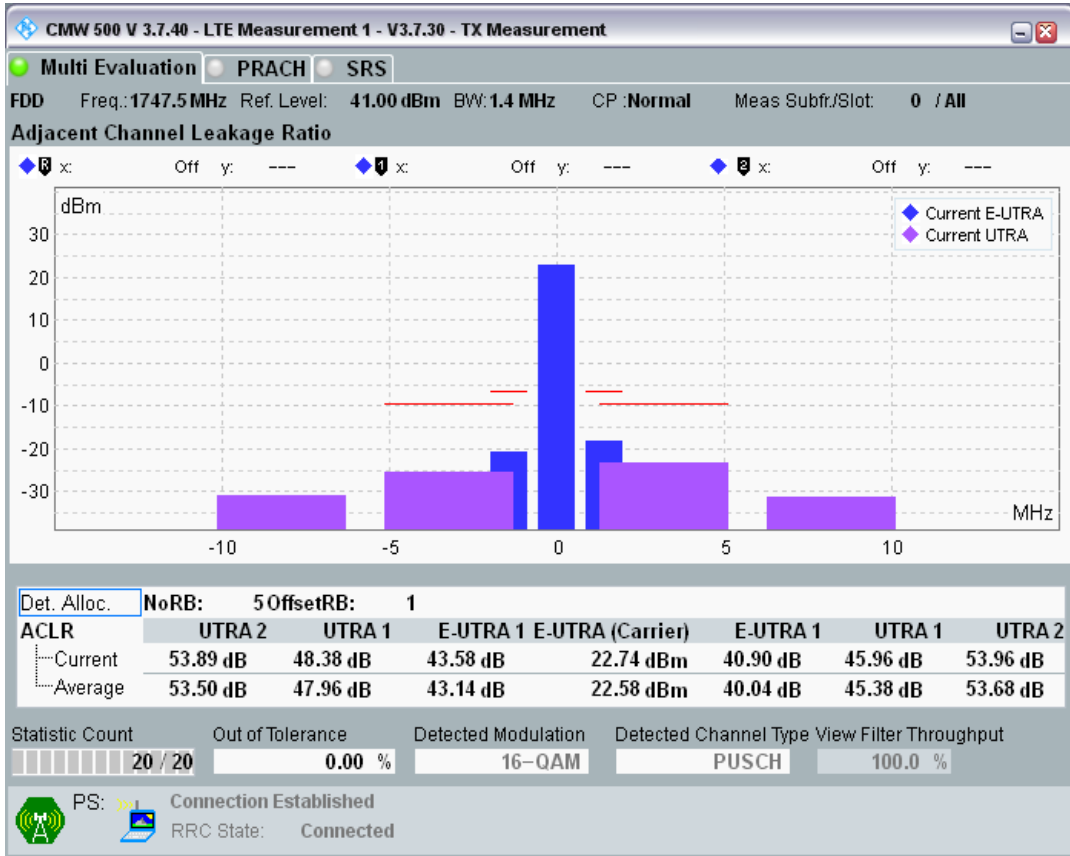 CMW 500 V 3.7.40 - LTE Measurement 1 - V3.7.30 - TX Measurement
Multi Evaluation PRACH SRS
FDD Freq.:1747.5 MHz Ref. Level: 41.00 dBm BW:1.4 MHz CP :Normal Meas Subfr./Slot: 0 / All
Adjacent Channel Leakage Ratio
R x: Off y: --- 1 x: Off y: --- 2 x: Off y: ---
dBm
Current E-UTRA
Current UTRA
30
20
10
0
-10
-20
-30
MHz
-10 -5 0 5 10
Det. Alloc. NoRB: 5 OffsetRB: 1
ACLR UTRA 2 UTRA 1 E-UTRA 1 E-UTRA (Carrier) E-UTRA 1 UTRA 1 UTRA 2
Current 53.89 dB 48.38 dB 43.58 dB 22.74 dBm 40.90 dB 45.96 dB 53.96 dB
Average 53.50 dB 47.96 dB 43.14 dB 22.58 dBm 40.04 dB 45.38 dB 53.68 dB
Statistic Count Out of Tolerance Detected Modulation Detected Channel Type View Filter Throughput
20 / 20 0.00 % 16-QAM PUSCH 100.0 %
PS: Connection Established
RRC State: Connected